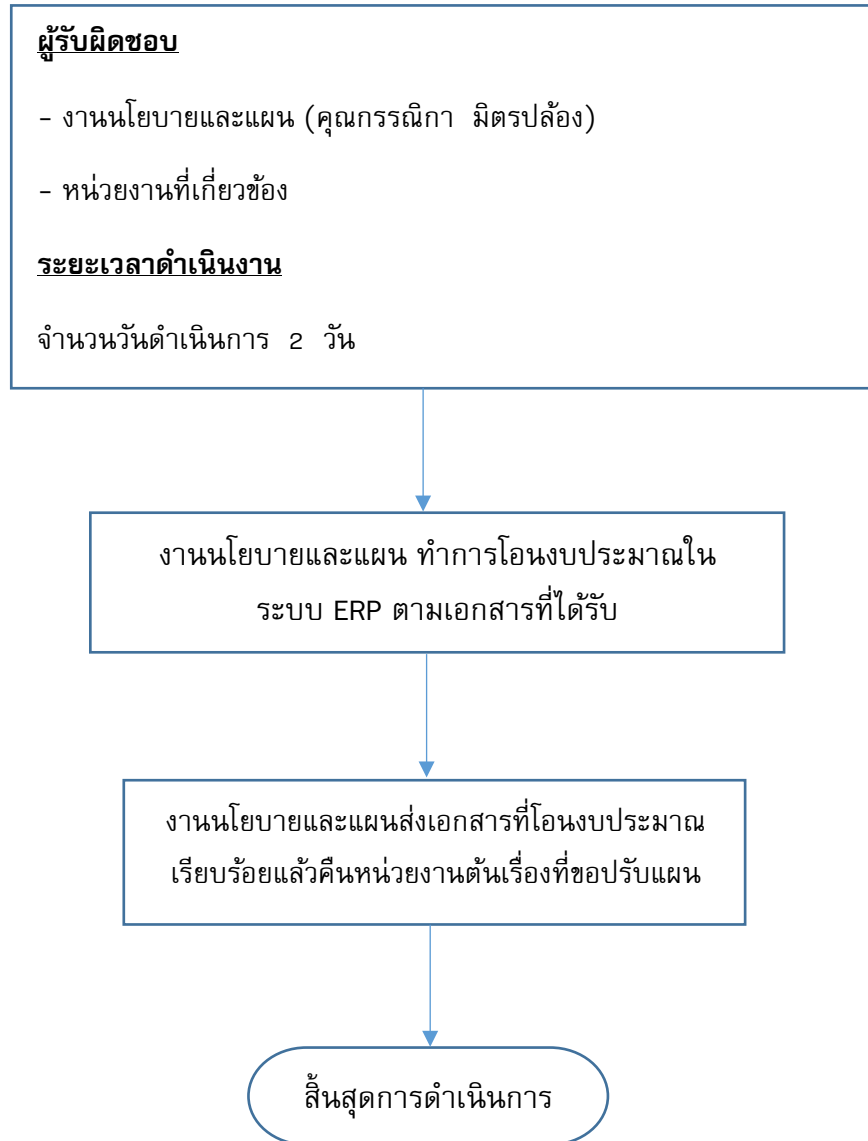 ผู้รับผิดชอบ
- งานนโยบายและแผน (คุณกรรณิกา มิตรปล้อง)
- หน่วยงานที่เกี่ยวข้อง
ระยะเวลาดำเนินงาน
จำนวนวันดำเนินการ 2 วัน
งานนโยบายและแผน ทำการโอนงบประมาณใน
ระบบ ERP ตามเอกสารที่ได้รับ
งานนโยบายและแผนส่งเอกสารที่โอนงบประมาณ
เรียบร้อยแล้วคืนหน่วยงานต้นเรื่องที่ขอปรับแผน
สิ้นสุดการดำเนินการ